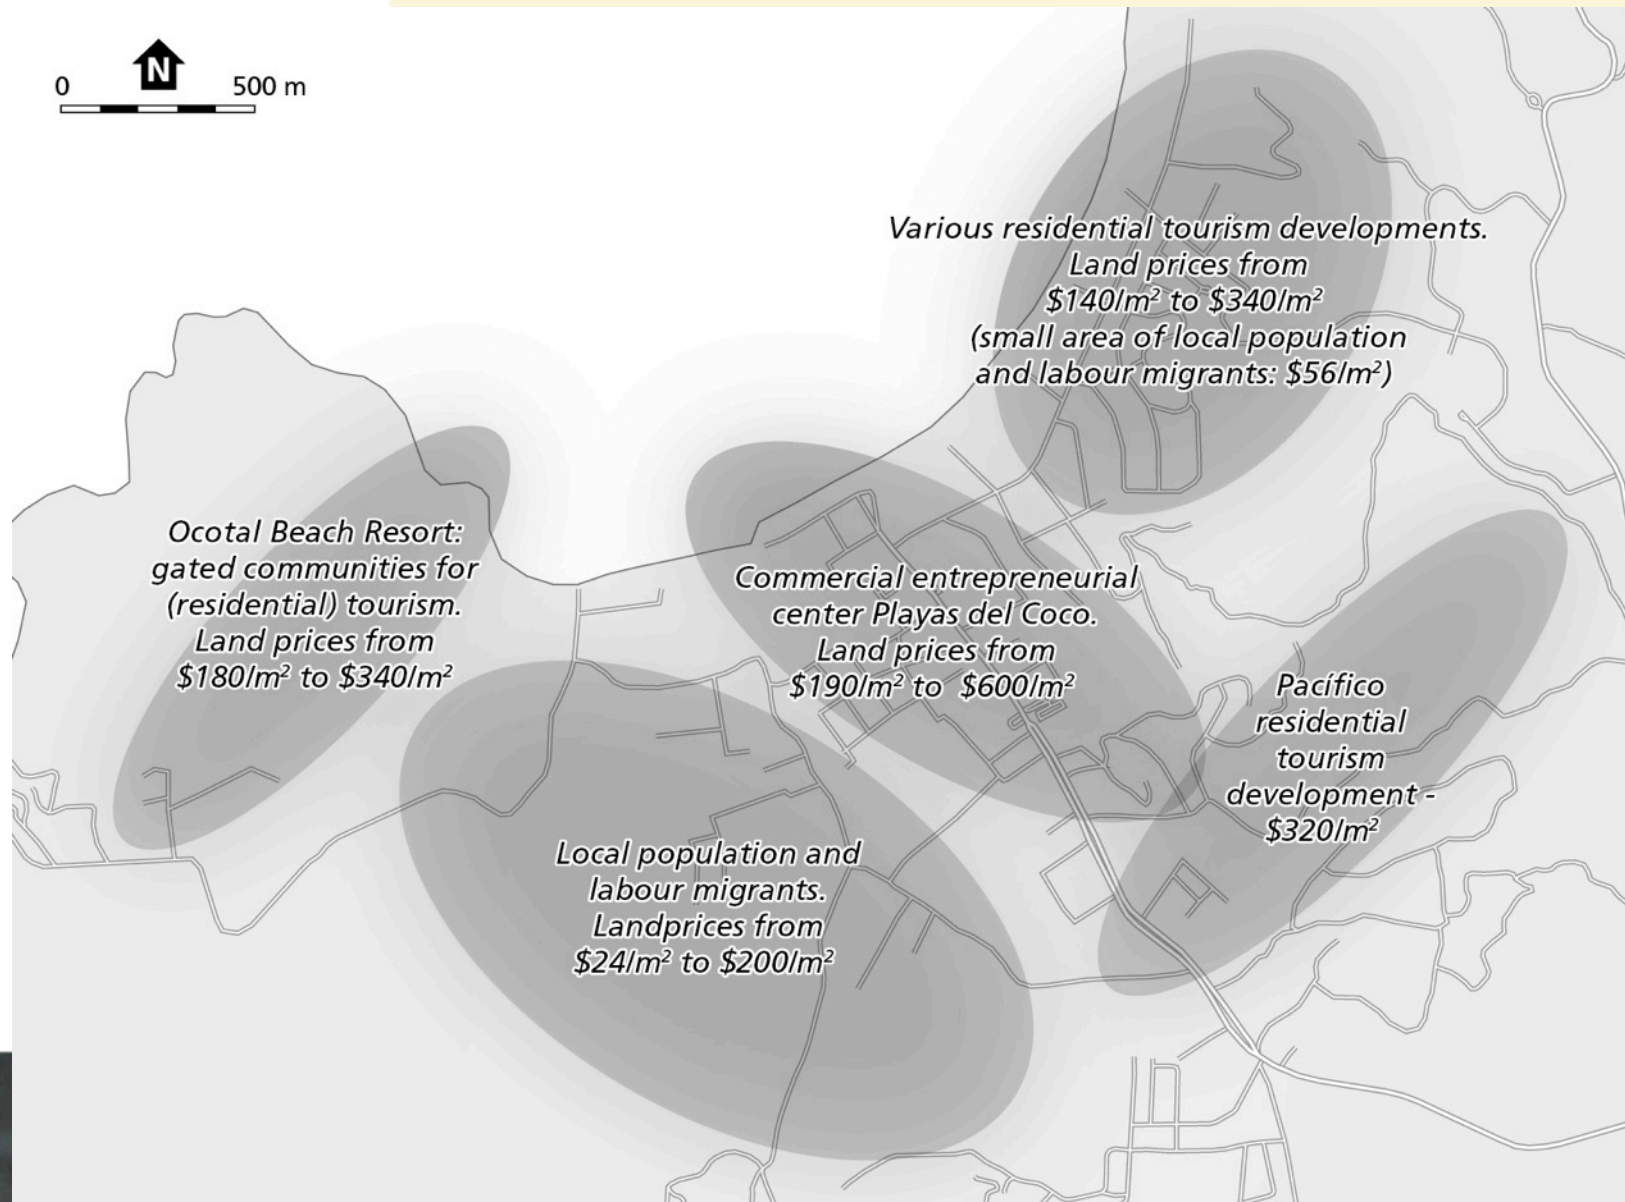 N
0 500 m
Various residential tourism developments.
Land prices from
$140/m² to $340/m²
(small area of local population
and labour migrants: $56/m²)
Ocotal Beach Resort:
gated communities for
(residential) tourism.
Land prices from
$180/m² to $340/m²
Commercial entrepreneurial
center Playas del Coco.
Land prices from
$190/m² to $600/m²
Pacífico
residential
tourism
development -
$320/m²
Local population and
labour migrants.
Landprices from
$24/m² to $200/m²